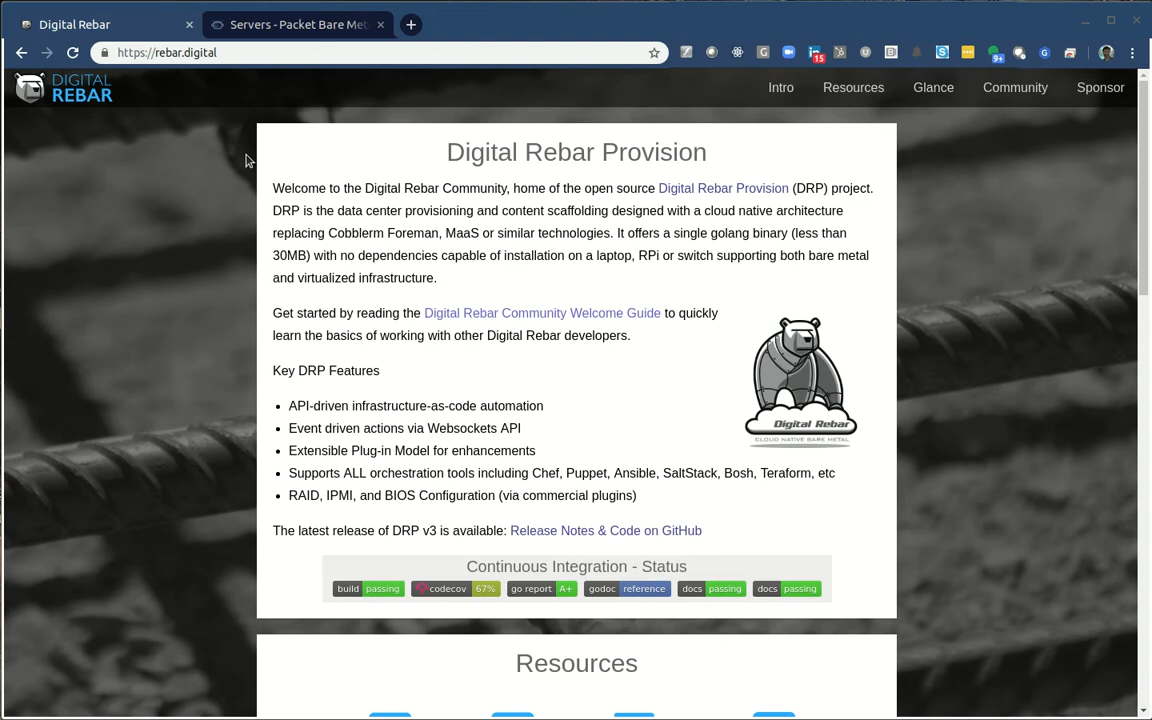 Digital Rebar
Servers - Packet Bare Met
https://rebar.digital
15
9+
DIGITAL
REBAR
Intro
Resources
Glance
Community
Sponsor
Digital Rebar Provision
Welcome to the Digital Rebar Community, home of the open source Digital Rebar Provision (DRP) project.
DRP is the data center provisioning and content scaffolding designed with a cloud native architecture
replacing Cobblerm Foreman, MaaS or similar technologies. It offers a single golang binary (less than
30MB) with no dependencies capable of installation on a laptop, RPi or switch supporting both bare metal
and virtualized infrastructure.
Get started by reading the Digital Rebar Community Welcome Guide to quickly
learn the basics of working with other Digital Rebar developers.
Key DRP Features
• API-driven infrastructure-as-code automation
• Event driven actions via Websockets API
• Extensible Plug-in Model for enhancements
• Supports ALL orchestration tools including Chef, Puppet, Ansible, SaltStack, Bosh, Teraform, etc
• RAID, IPMI, and BIOS Configuration (via commercial plugins)
Digital Rebar
CLOUD NATIVE BARE METAL
The latest release of DRP v3 is available: Release Notes & Code on GitHub
Continuous Integration - Status
build passing
codecov 67%
go report A+
godoc reference
docs passing
docs passing
Resources